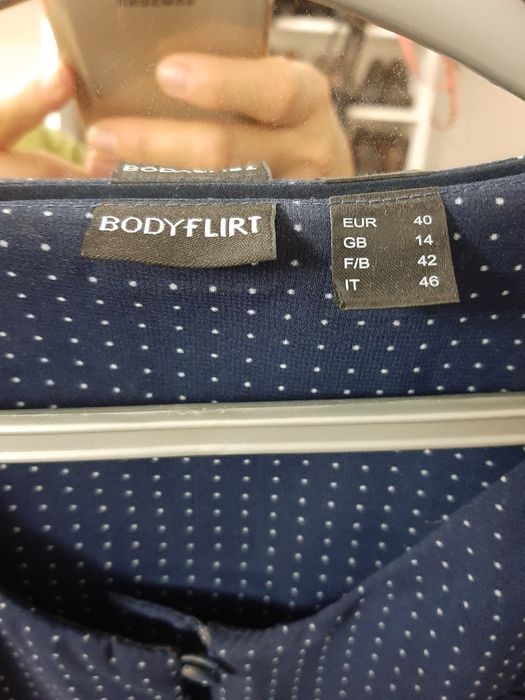 BODYFLIRT
EUR 40
GB 14
F/B 42
IT 46